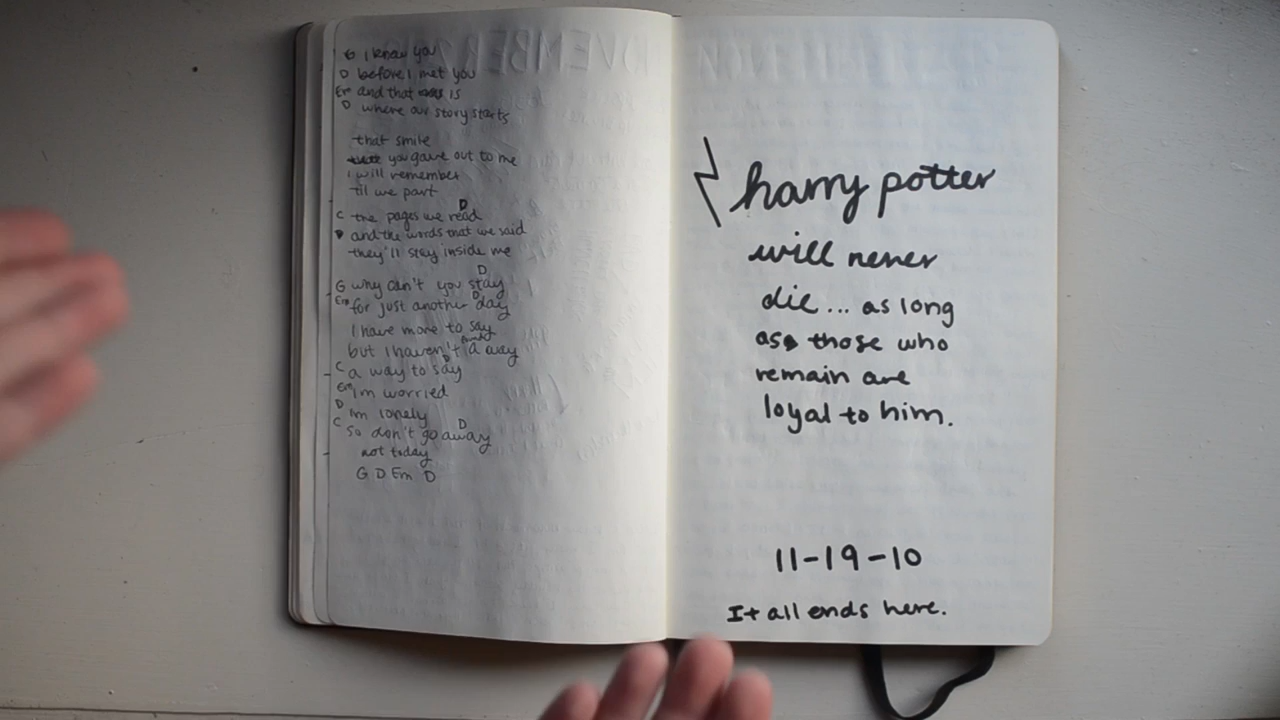 G I knew you
D before I met you
Em and that is
D where our story starts
that smile
you gave out to me
I will remember
til we part
D
C the pages we read
D and the words that we said
they'll stay inside me
D
G why can't you stay
D
Em for just another day
I have more to say
but I haven't a way
C a way to say
Em I'm worried
D
I'm lonely
C D
so don't go away
not today
G D Em D
harry potter
will never
die... as long
as those who
remain are
loyal to him.
11-19-10
It all ends here.